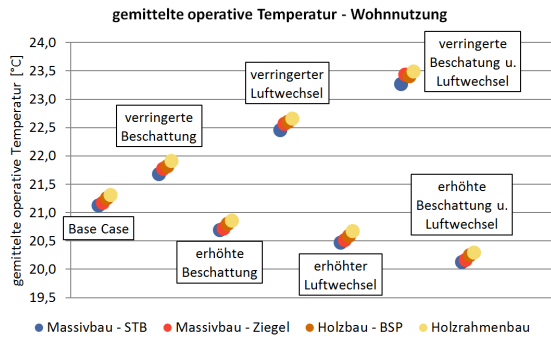 gemittelte operative Temperatur - Wohnnutzung
gemittelte operative Temperatur [°C]
24,0
23,5
23,0
22,5
22,0
21,5
21,0
20,5
20,0
19,5
Base Case
verringerte
Beschattung
erhöhte
Beschattung
verringerter
Luftwechsel
erhöhter
Luftwechsel
verringerte
Beschatung u.
Luftwechsel
erhöhte
Beschattung u.
Luftwechsel
Massivbau - STB
Massivbau - Ziegel
Holzbau - BSP
Holzrahmenbau